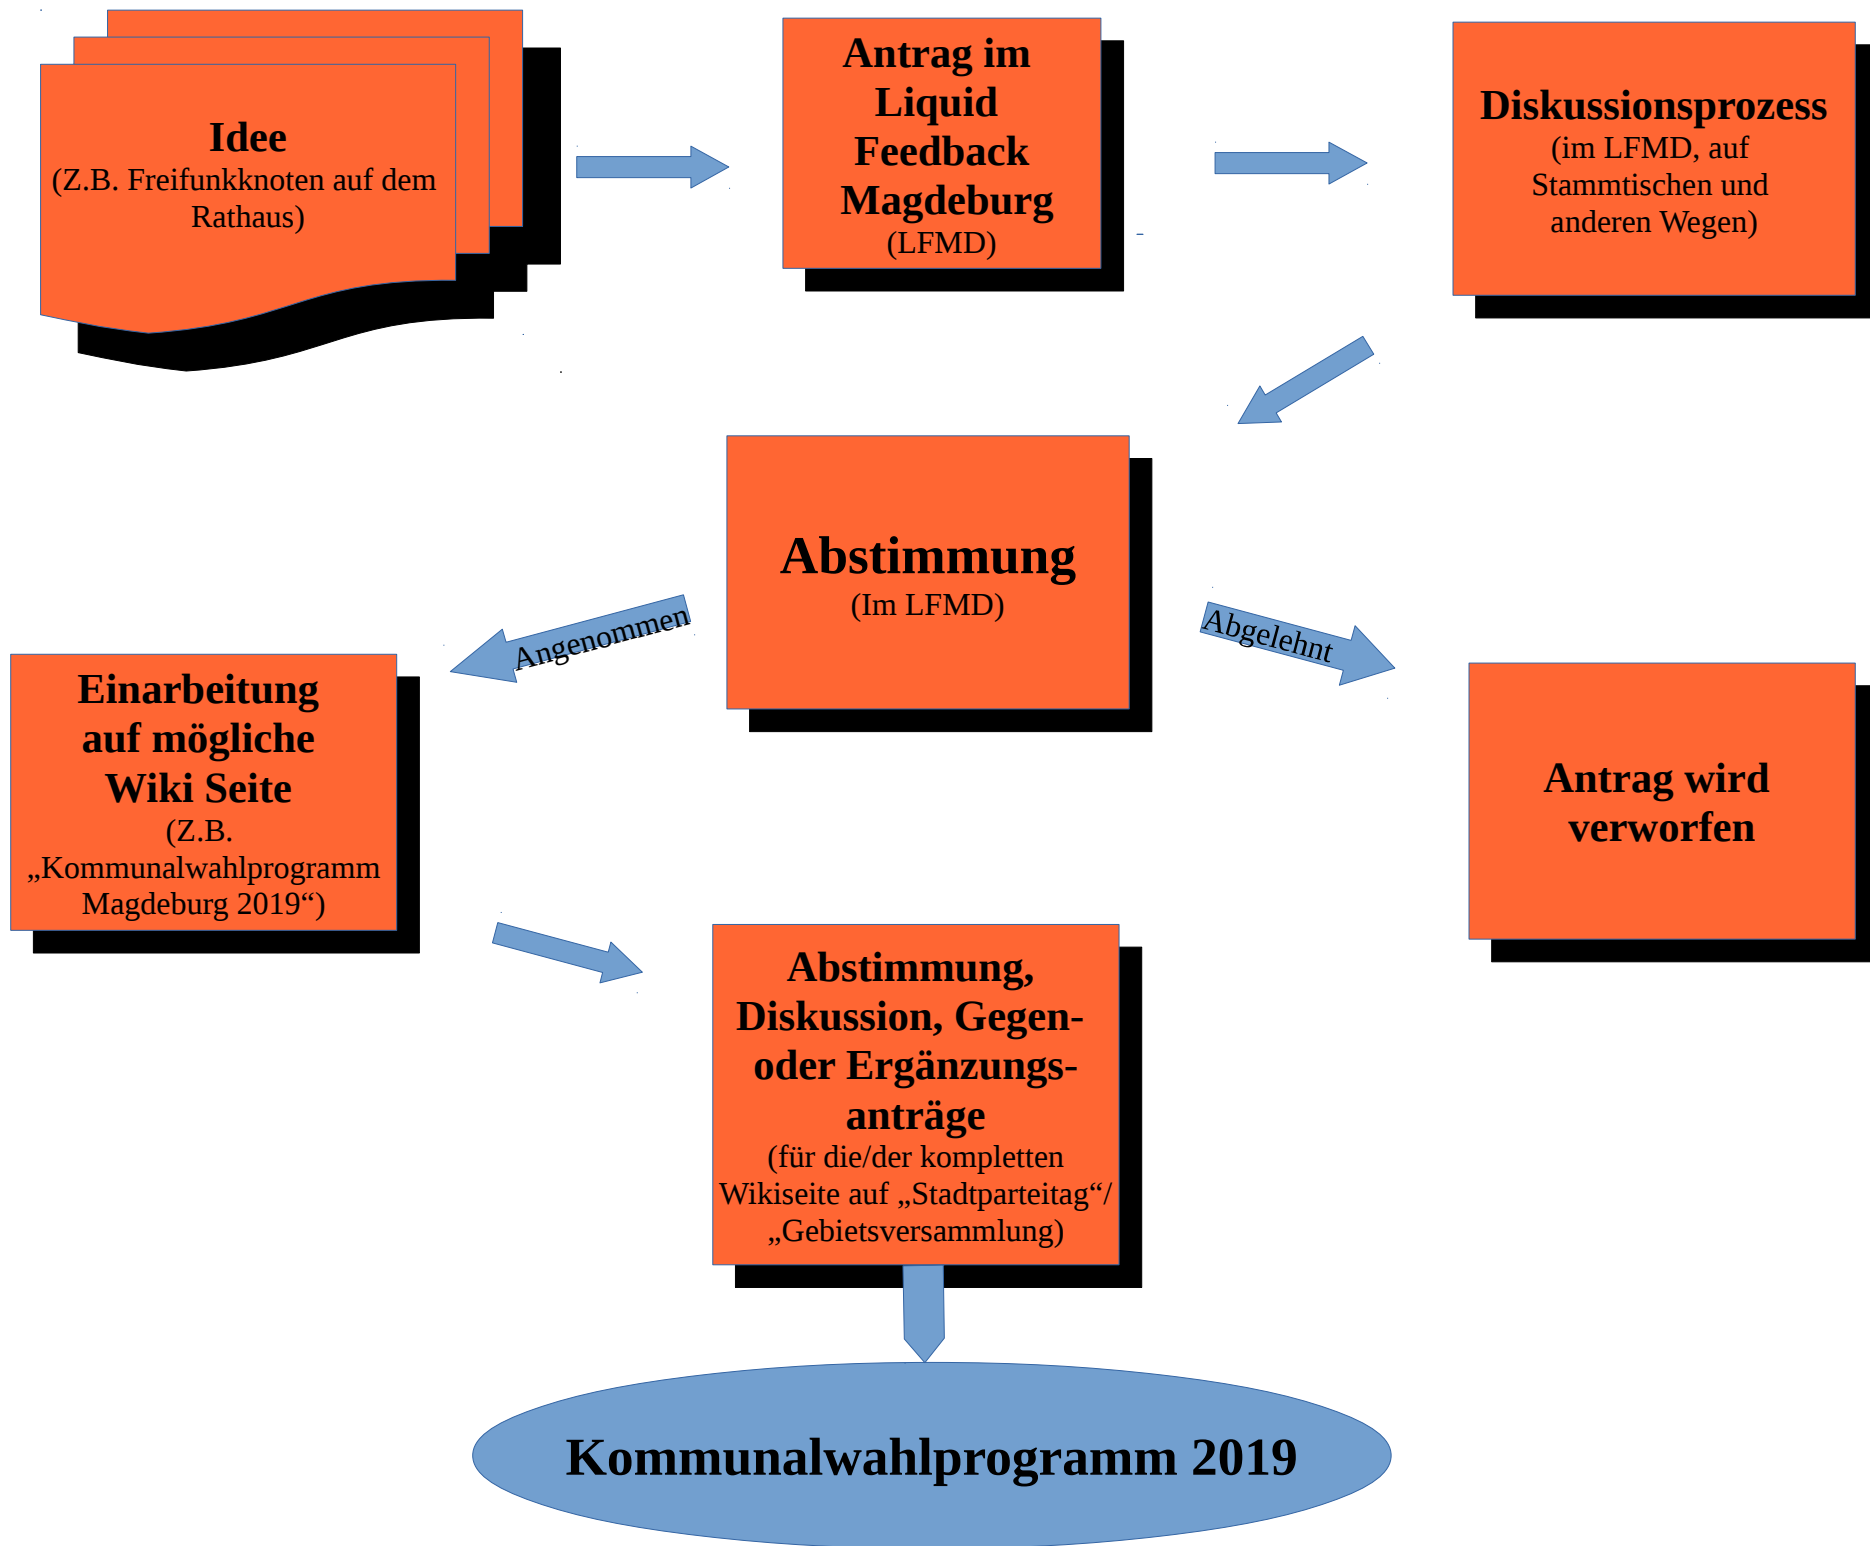 Idee
(Z.B. Freifunkknoten auf dem
Rathaus)
Antrag im
Liquid
Feedback
Magdeburg
(LFMD)
Diskussionsprozess
(im LFMD, auf
Stammtischen und
anderen Wegen)
Abstimmung
(Im LFMD)
Angenommen
Abgelehnt
Einarbeitung
auf mögliche
Wiki Seite
(Z.B.
„Kommunalwahlprogramm
Magdeburg 2019“)
Antrag wird
verworfen
Abstimmung,
Diskussion, Gegen-
oder Ergänzungs-
anträge
(für die/der kompletten
Wikiseite auf „Stadtparteitag“/
„Gebietsversammlung)
Kommunalwahlprogramm 2019